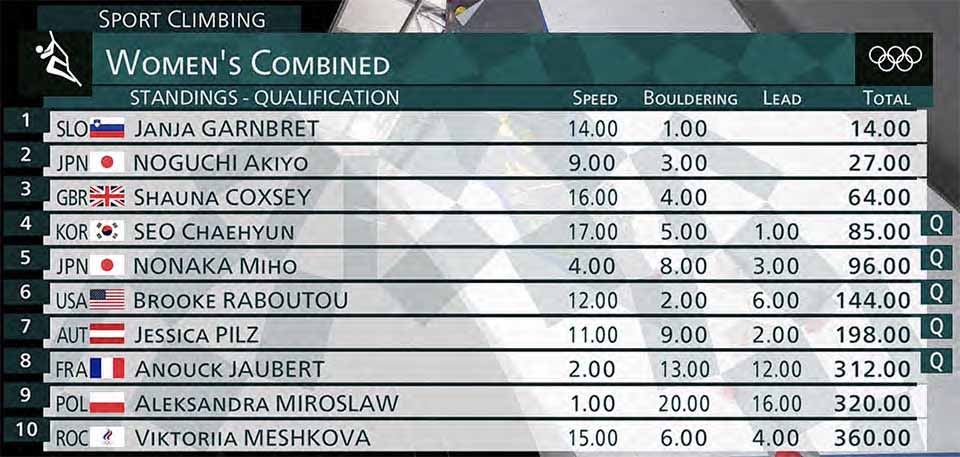 SPORT CLIMBING
WOMEN'S COMBINED
STANDINGS - QUALIFICATION SPEED BOULDERING LEAD TOTAL
1 SLO JANJA GARNBRET 14.00 1.00 14.00
2 JPN NOGUCHI AKIYO 9.00 3.00 27.00
3 GBR SHAUNA COXSEY 16.00 4.00 64.00
4 KOR SEO CHAEHYUN 17.00 5.00 1.00 85.00 Q
5 JPN NONAKA MIHO 4.00 8.00 3.00 96.00 Q
6 USA BROOKE RABOUTOU 12.00 2.00 6.00 144.00 Q
7 AUT JESSICA PILZ 11.00 9.00 2.00 198.00 Q
8 FRA ANOUCK JAUBERT 2.00 13.00 12.00 312.00 Q
9 POL ALEKSANDRA MIROSLAW 1.00 20.00 16.00 320.00
10 ROC VIKTORIIA MESHKOVA 15.00 6.00 4.00 360.00